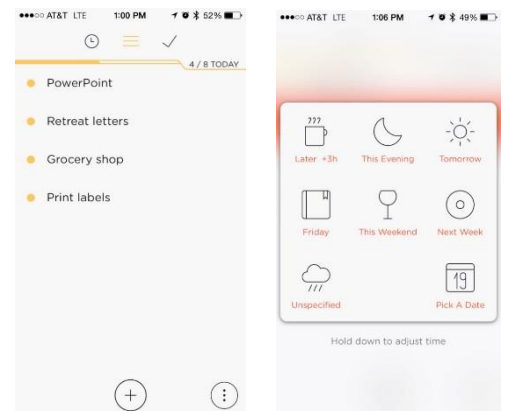 AT&T LTE 1:00 PM 52%
4 / 8 TODAY
PowerPoint
Retreat letters
Grocery shop
Print labels
AT&T LTE 1:06 PM 49%
???
Later +3h This Evening Tomorrow
Friday This Weekend Next Week
19
Unspecified Pick A Date
Hold down to adjust time